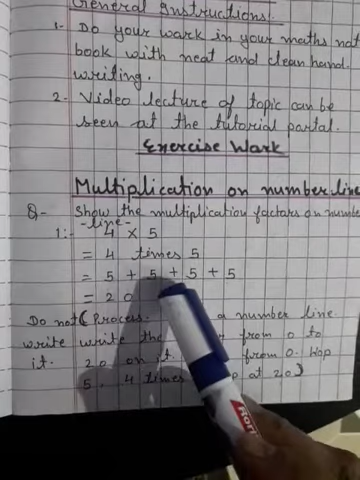 General Instructions:
1- Do your work in your maths not
book with neat and clean hand
writing.
2- Video lecture of topic can be
seen at the tutorial portal.
Exercise Work
Multiplication on number line
Q- Show the multiplication factors on number
-line-
1:- 4 × 5
= 4 times 5
= 5 + 5 + 5 + 5
= 20
Do not (Process. a number line
write write the from 0 to
it. 20 on it. from 0. Hop
5, 4 times at 20)